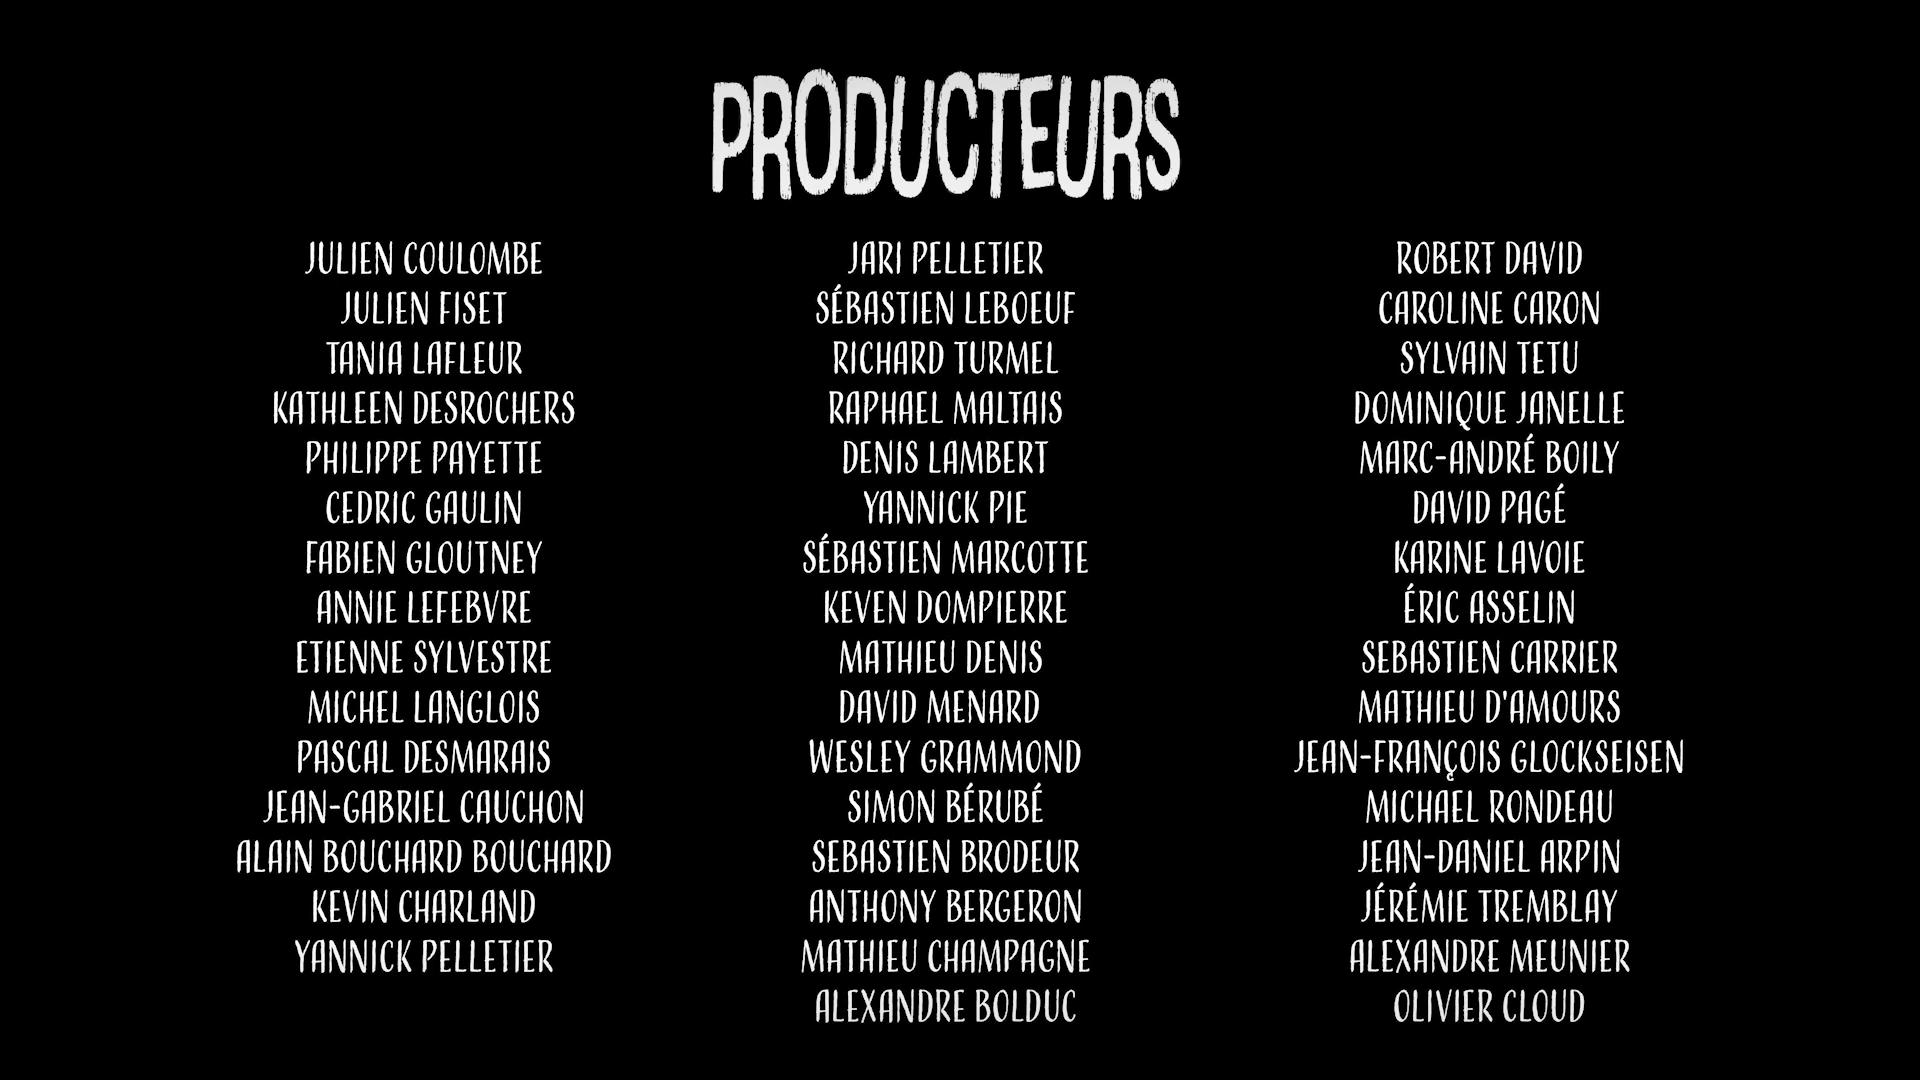 PRODUCTEURS
JULIEN COULOMBE
JULIEN FISET
TANIA LAFLEUR
KATHLEEN DESROCHERS
PHILIPPE PAYETTE
CEDRIC GAULIN
FABIEN GLOUTNEY
ANNIE LEFEBVRE
ETIENNE SYLVESTRE
MICHEL LANGLOIS
PASCAL DESMARAIS
JEAN-GABRIEL CAUCHON
ALAIN BOUCHARD BOUCHARD
KEVIN CHARLAND
YANNICK PELLETIER
JARI PELLETIER
SÉBASTIEN LEBOEUF
RICHARD TURMEL
RAPHAEL MALTAIS
DENIS LAMBERT
YANNICK PIE
SÉBASTIEN MARCOTTE
KEVEN DOMPIERRE
MATHIEU DENIS
DAVID MENARD
WESLEY GRAMMOND
SIMON BÉRUBÉ
SEBASTIEN BRODEUR
ANTHONY BERGERON
MATHIEU CHAMPAGNE
ALEXANDRE BOLDUC
ROBERT DAVID
CAROLINE CARON
SYLVAIN TETU
DOMINIQUE JANELLE
MARC-ANDRÉ BOILY
DAVID PAGÉ
KARINE LAVOIE
ÉRIC ASSELIN
SEBASTIEN CARRIER
MATHIEU D'AMOURS
JEAN-FRANÇOIS GLOCKSEISEN
MICHAEL RONDEAU
JEAN-DANIEL ARPIN
JÉRÉMIE TREMBLAY
ALEXANDRE MEUNIER
OLIVIER CLOUD